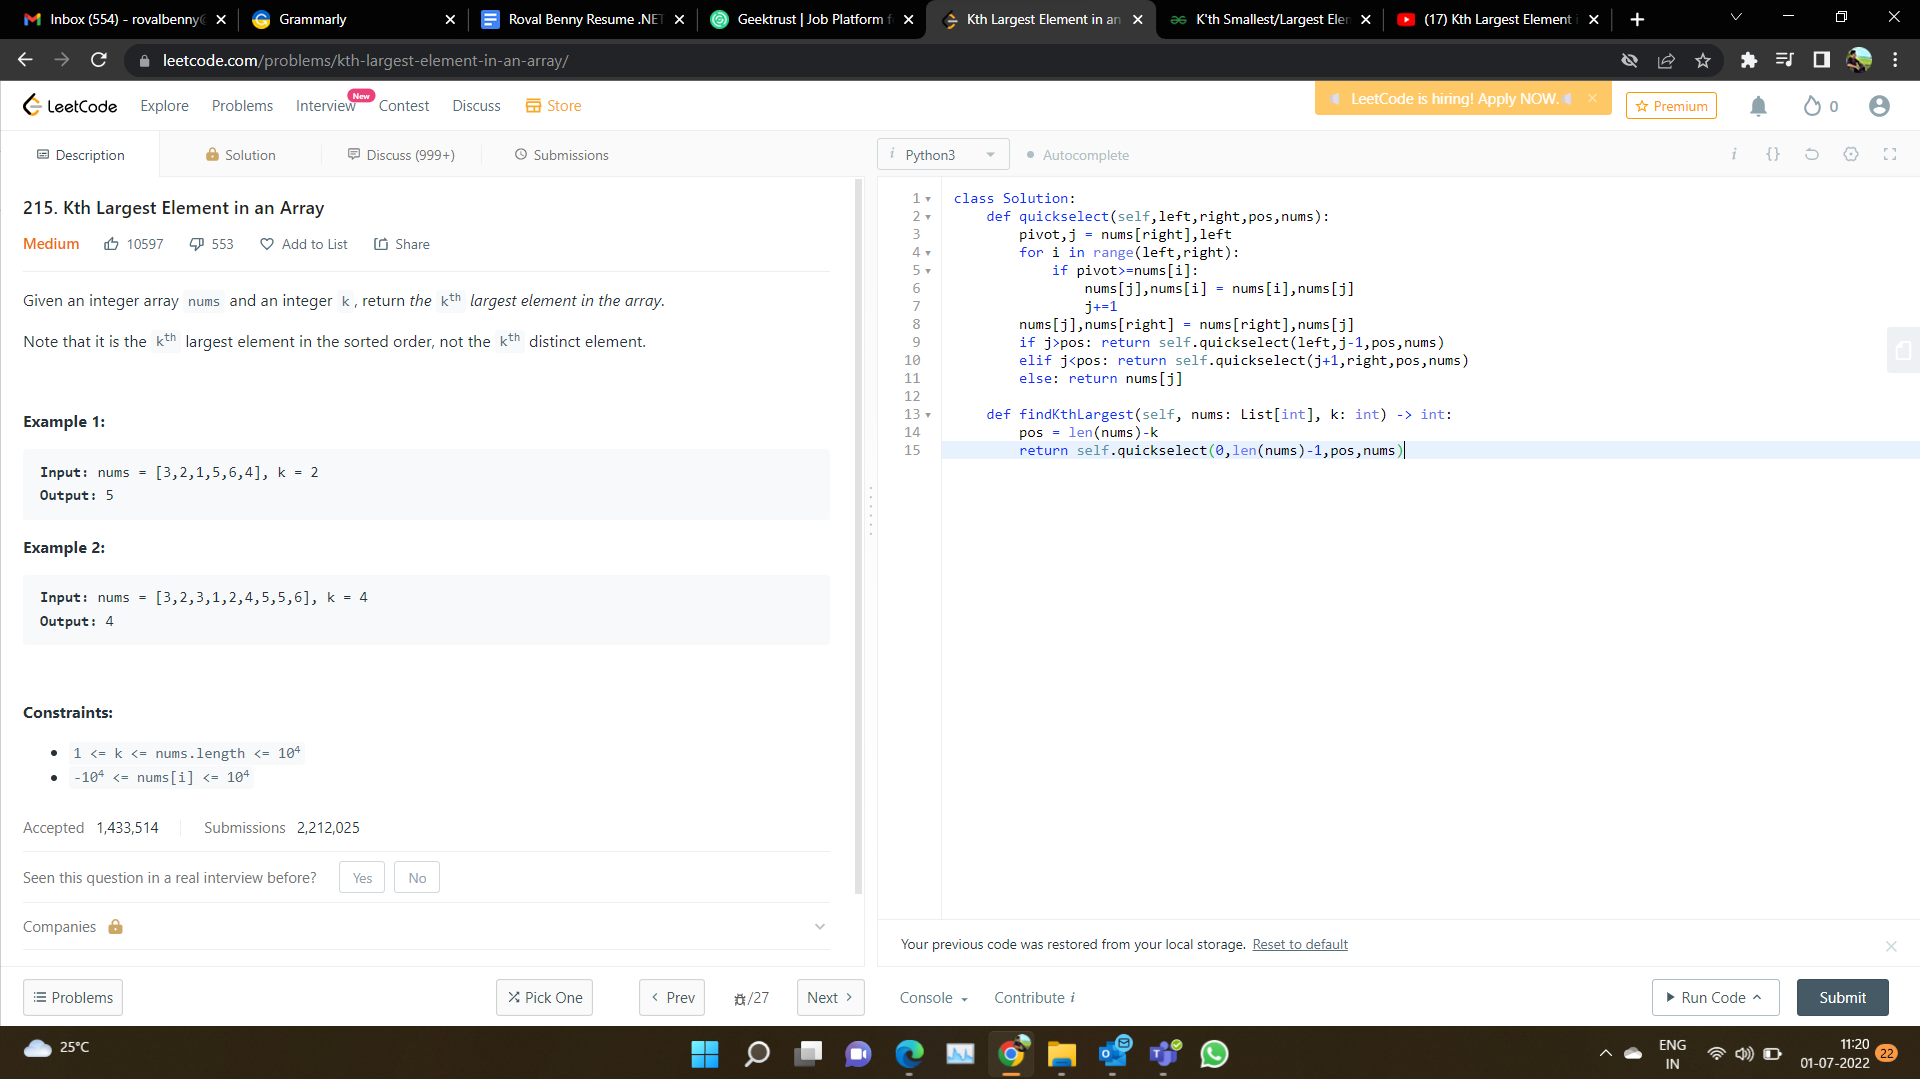 Inbox (554) - rovalbenny@
Grammarly
Roval Benny Resume .NET
Geektrust | Job Platform f
Kth Largest Element in an
K'th Smallest/Largest Ele
(17) Kth Largest Element i
leetcode.com/problems/kth-largest-element-in-an-array/
LeetCode
Explore
Problems
Interview
New
Contest
Discuss
Store
LeetCode is hiring! Apply NOW.
Premium
0
Description
Solution
Discuss (999+)
Submissions
i Python3
Autocomplete
i
{}
215. Kth Largest Element in an Array
Medium
10597
553
Add to List
Share
Given an integer array nums and an integer k, return the kth largest element in the array.
Note that it is the kth largest element in the sorted order, not the kth distinct element.
Example 1:
Input: nums = [3,2,1,5,6,4], k = 2
Output: 5
Example 2:
Input: nums = [3,2,3,1,2,4,5,5,6], k = 4
Output: 4
Constraints:
1 <= k <= nums.length <= 10^4
-10^4 <= nums[i] <= 10^4
Accepted 1,433,514
Submissions 2,212,025
Seen this question in a real interview before?
Yes
No
Companies
1 class Solution:
2     def quickselect(self,left,right,pos,nums):
3         pivot,j = nums[right],left
4         for i in range(left,right):
5             if pivot>=nums[i]:
6                 nums[j],nums[i] = nums[i],nums[j]
7                 j+=1
8         nums[j],nums[right] = nums[right],nums[j]
9         if j>pos: return self.quickselect(left,j-1,pos,nums)
10         elif j<pos: return self.quickselect(j+1,right,pos,nums)
11         else: return nums[j]
12
13     def findKthLargest(self, nums: List[int], k: int) -> int:
14         pos = len(nums)-k
15         return self.quickselect(0,len(nums)-1,pos,nums)
Your previous code was restored from your local storage. Reset to default
Problems
Pick One
Prev
/27
Next
Console
Contribute i
Run Code
Submit
25°C
ENG
IN
11:20
01-07-2022
22